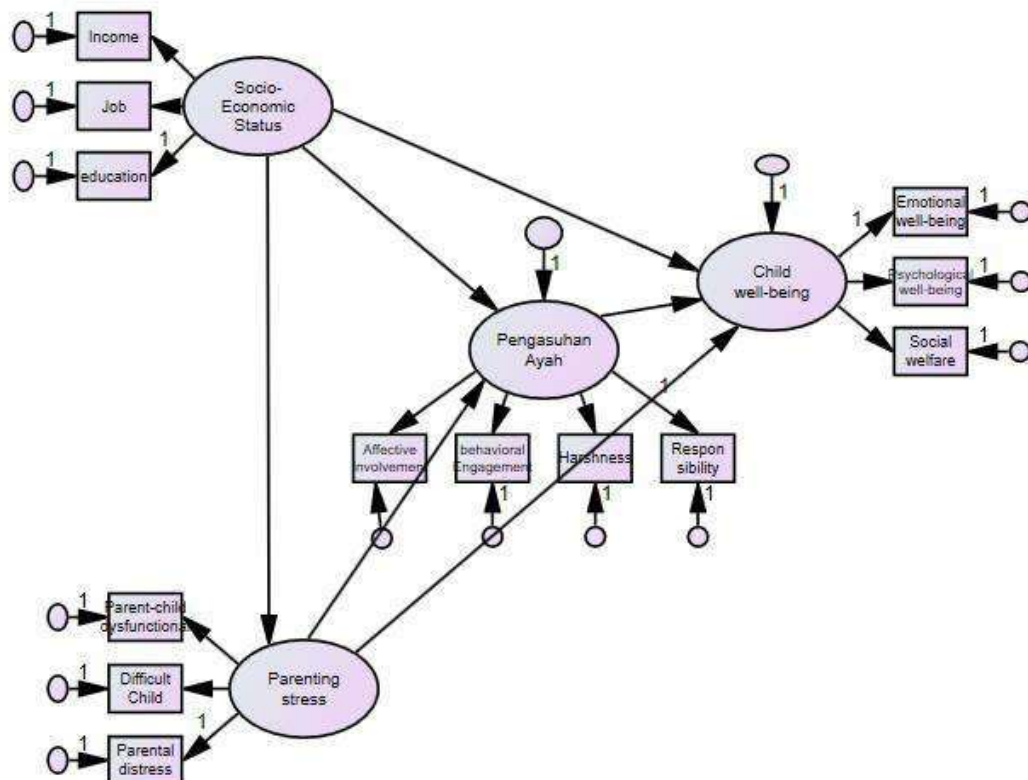 1
Income
1
Job
1
education
1
Socio-
Economic
Status
1
Child
well-being
1
Emotional
well-being
1
Psychological
well-being
1
Social
welfare
1
1
Pengasuhan
Ayah
1
Affective
nvolvemen
behavioral
Engagement
1
Harshness
1
Respon
sibility
1
1
Parent-child
dysfunctiona
1
Difficult
Child
1
Parental
distress
1
Parenting
stress